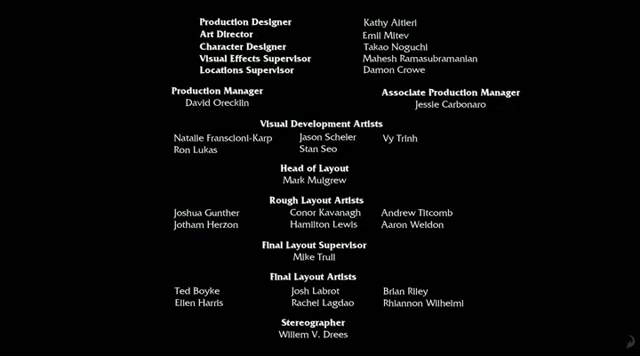 Production Designer Kathy Altieri
Art Director Emil Mitev
Character Designer Takao Noguchi
Visual Effects Supervisor Mahesh Ramasubramanian
Locations Supervisor Damon Crowe
Production Manager Associate Production Manager
David Orecklin Jessie Carbonaro
Visual Development Artists
Natalie Franscioni-Karp Jason Scheier Vy Trinh
Ron Lukas Stan Seo
Head of Layout
Mark Mulgrew
Rough Layout Artists
Joshua Gunther Conor Kavanagh Andrew Titcomb
Jotham Herzon Hamilton Lewis Aaron Weldon
Final Layout Supervisor
Mike Trull
Final Layout Artists
Ted Boyke Josh Labrot Brian Riley
Ellen Harris Rachel Lagdao Rhiannon Wilhelmi
Stereographer
Willem V. Drees